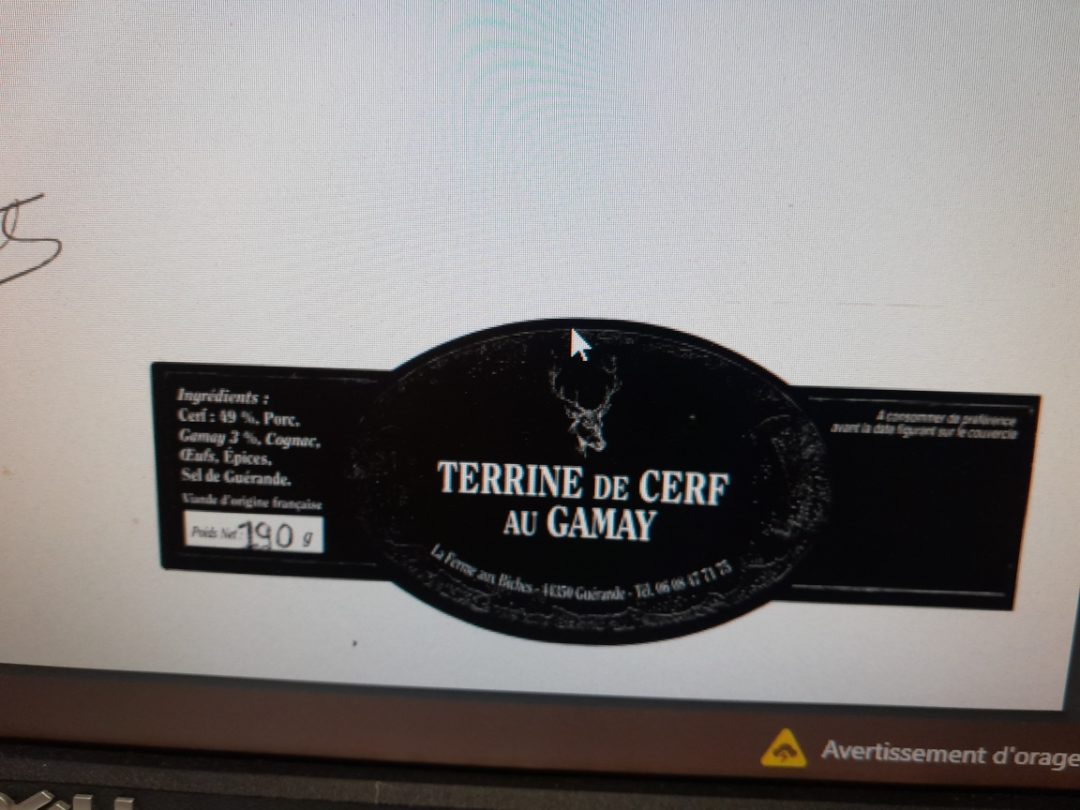 Ingrédients :
Cerf : 49 %, Porc,
Gamay 3 %, Cognac,
Œufs, Épices,
Sel de Guérande.
Viande d'origine française
Poids Net 190 g
TERRINE DE CERF
AU GAMAY
La Ferme aux Biches - 44350 Guérande - Tél. 06 08 47 71 75
A consommer de préférence
avant la date figurant sur le couvercle
Avertissement d'orage